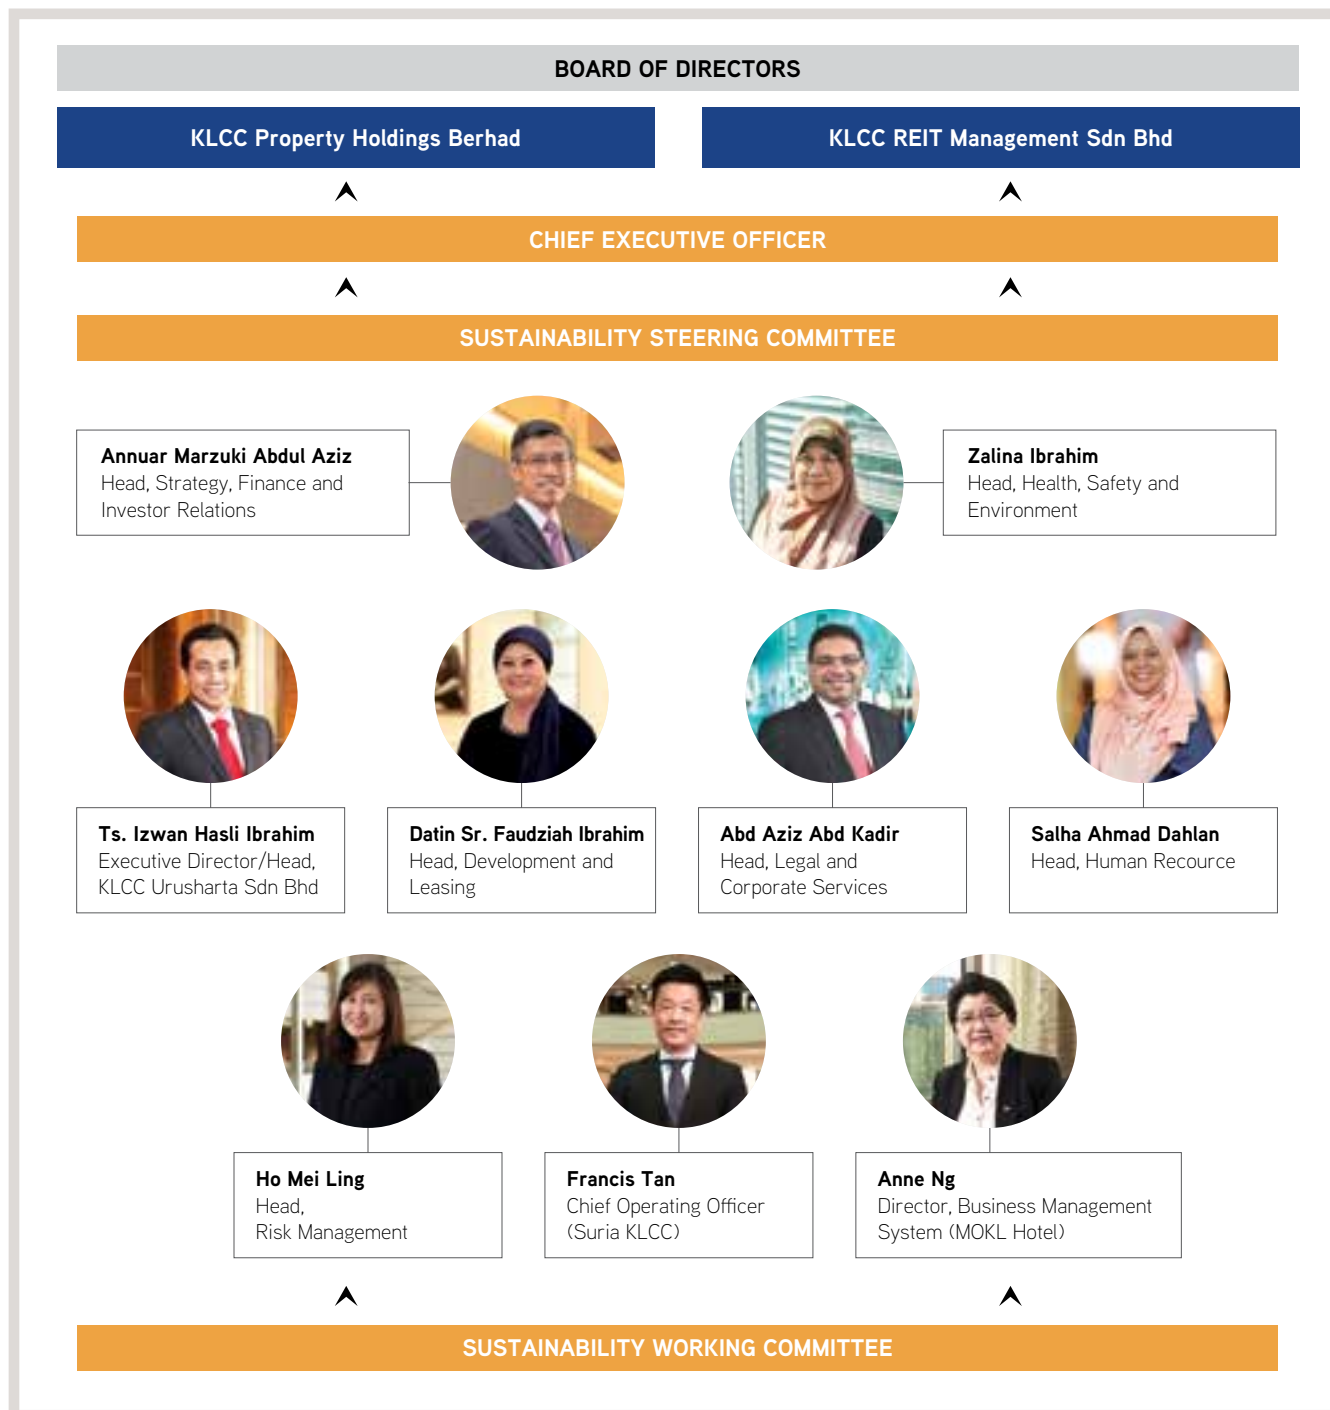 BOARD OF DIRECTORS
KLCC Property Holdings Berhad
KLCC REIT Management Sdn Bhd
CHIEF EXECUTIVE OFFICER
SUSTAINABILITY STEERING COMMITTEE
Annuar Marzuki Abdul Aziz
Head, Strategy, Finance and
Investor Relations
Zalina Ibrahim
Head, Health, Safety and
Environment
Ts. Izwan Hasli Ibrahim
Executive Director/Head,
KLCC Urusharta Sdn Bhd
Datin Sr. Faudziah Ibrahim
Head, Development and
Leasing
Abd Aziz Abd Kadir
Head, Legal and
Corporate Services
Salha Ahmad Dahlan
Head, Human Recource
Ho Mei Ling
Head,
Risk Management
Francis Tan
Chief Operating Officer
(Suria KLCC)
Anne Ng
Director, Business Management
System (MOKL Hotel)
SUSTAINABILITY WORKING COMMITTEE